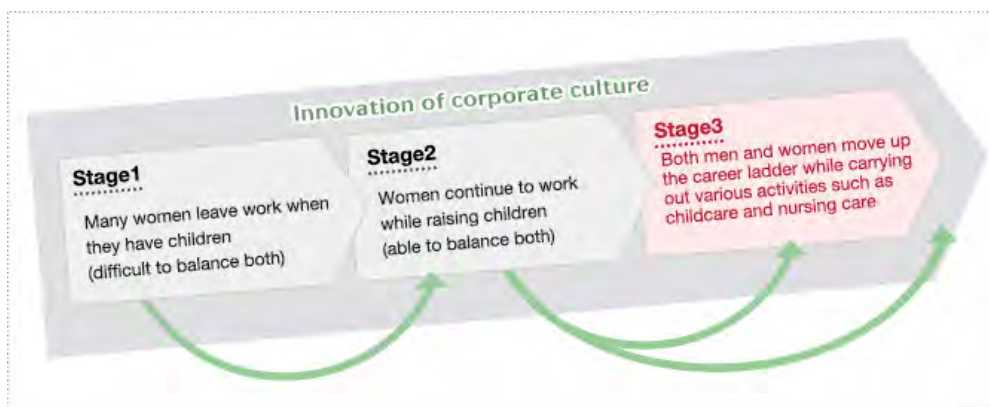 Innovation of corporate culture
Stage1
Many women leave work when
they have children
(difficult to balance both)
Stage2
Women continue to work
while raising children
(able to balance both)
Stage3
Both men and women move up
the career ladder while carrying
out various activities such as
childcare and nursing care